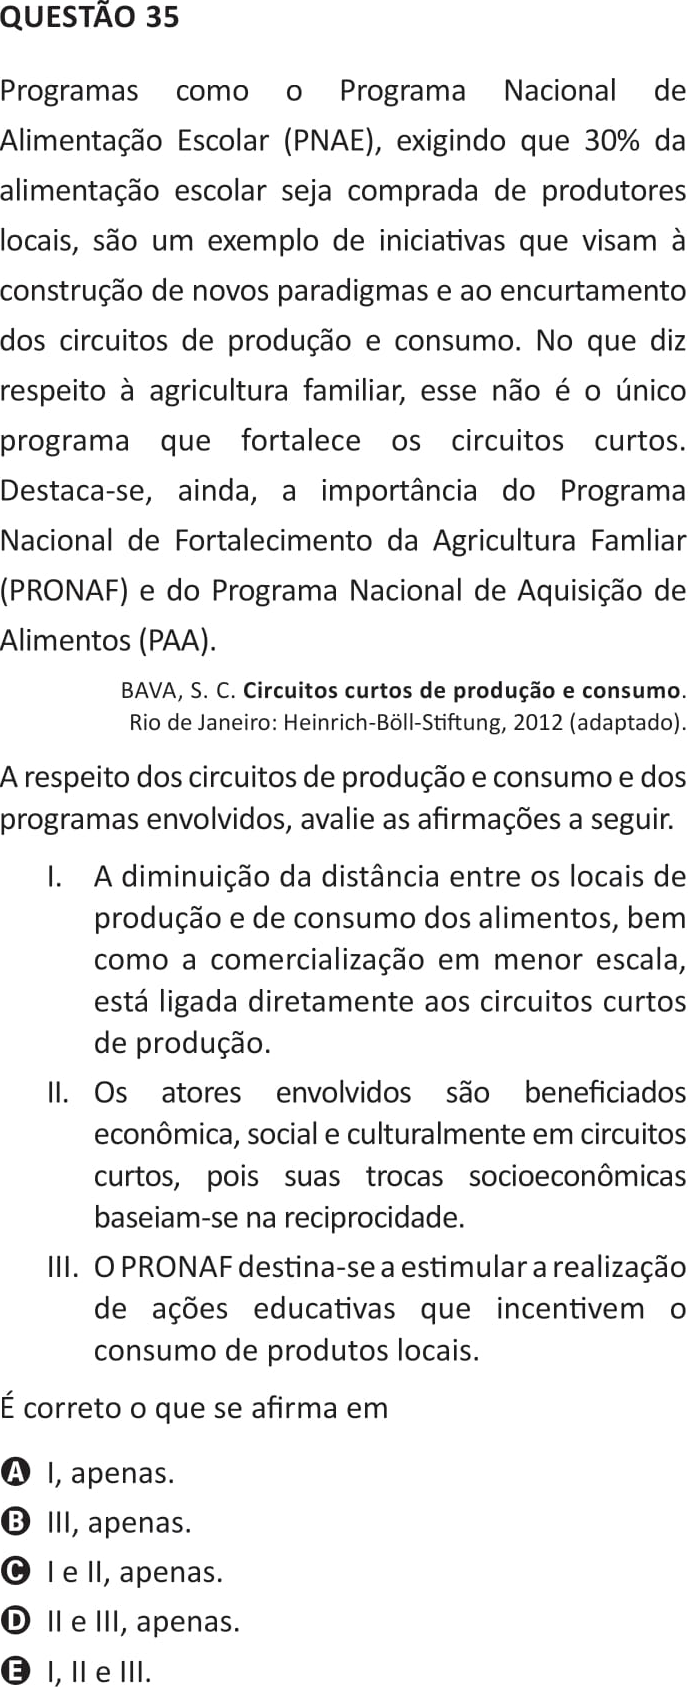 QUESTÃO 35
Programas como o Programa Nacional de
Alimentação Escolar (PNAE), exigindo que 30% da
alimentação escolar seja comprada de produtores
locais, são um exemplo de iniciativas que visam à
construção de novos paradigmas e ao encurtamento
dos circuitos de produção e consumo. No que diz
respeito à agricultura familiar, esse não é o único
programa que fortalece os circuitos curtos.
Destaca-se, ainda, a importância do Programa
Nacional de Fortalecimento da Agricultura Famliar
(PRONAF) e do Programa Nacional de Aquisição de
Alimentos (PAA).
BAVA, S. C. Circuitos curtos de produção e consumo.
Rio de Janeiro: Heinrich-Böll-Stiftung, 2012 (adaptado).
A respeito dos circuitos de produção e consumo e dos
programas envolvidos, avalie as afirmações a seguir.
I. A diminuição da distância entre os locais de
produção e de consumo dos alimentos, bem
como a comercialização em menor escala,
está ligada diretamente aos circuitos curtos
de produção.
II. Os atores envolvidos são beneficiados
econômica, social e culturalmente em circuitos
curtos, pois suas trocas socioeconômicas
baseiam-se na reciprocidade.
III. O PRONAF destina-se a estimular a realização
de ações educativas que incentivem o
consumo de produtos locais.
É correto o que se afirma em
A I, apenas.
B III, apenas.
C I e II, apenas.
D II e III, apenas.
E I, II e III.